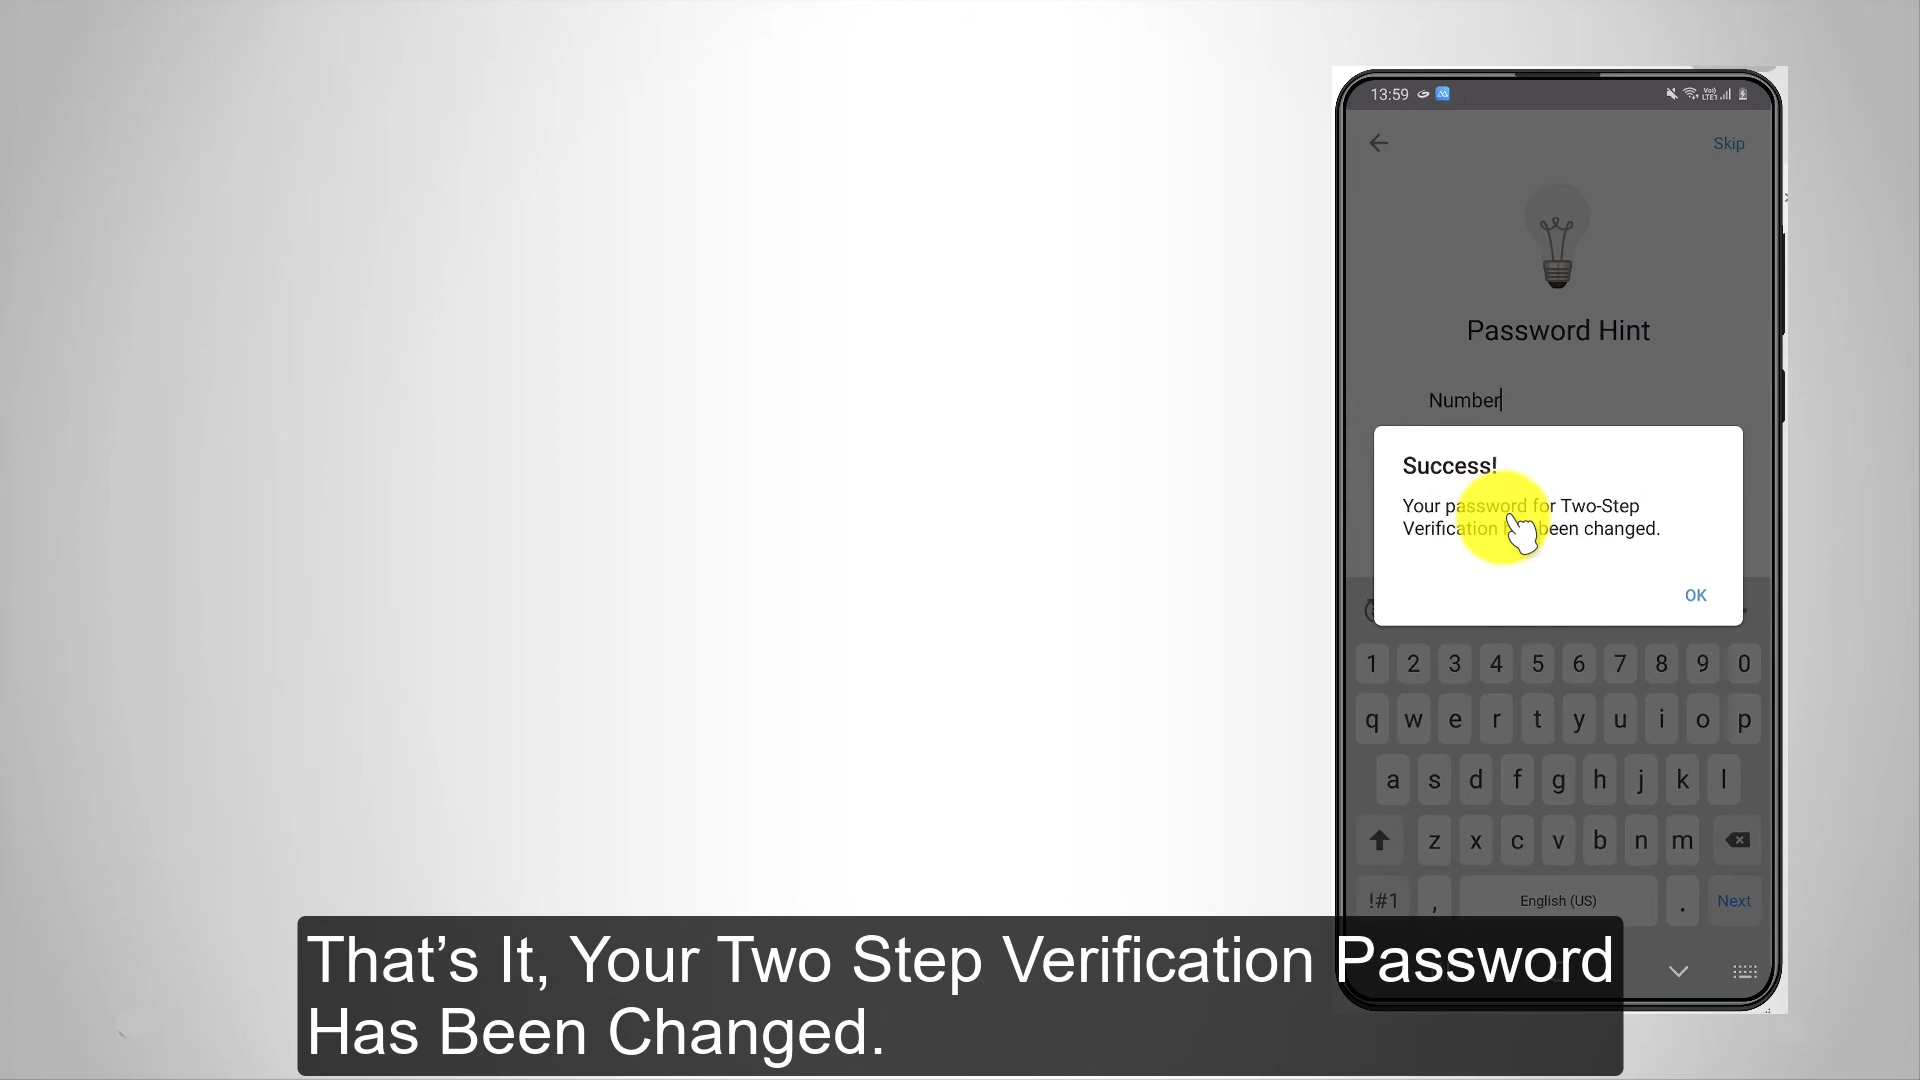 13:59
Skip
Password Hint
Number
Success!
Your password for Two-Step
Verification been changed.
OK
1 2 3 4 5 6 7 8 9 0
q w e r t y u i o p
a s d f g h j k l
z x c v b n m
!#1 , English (US) . Next
That’s It, Your Two Step Verification Password
Has Been Changed.